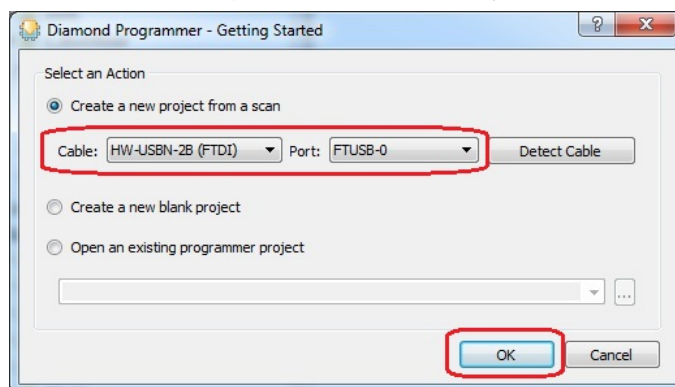 Diamond Programmer - Getting Started
Select an Action
Create a new project from a scan
Cable: HW-USBN-2B (FTDI) Port: FTUSB-0 Detect Cable
Create a new blank project
Open an existing programmer project
...
OK Cancel